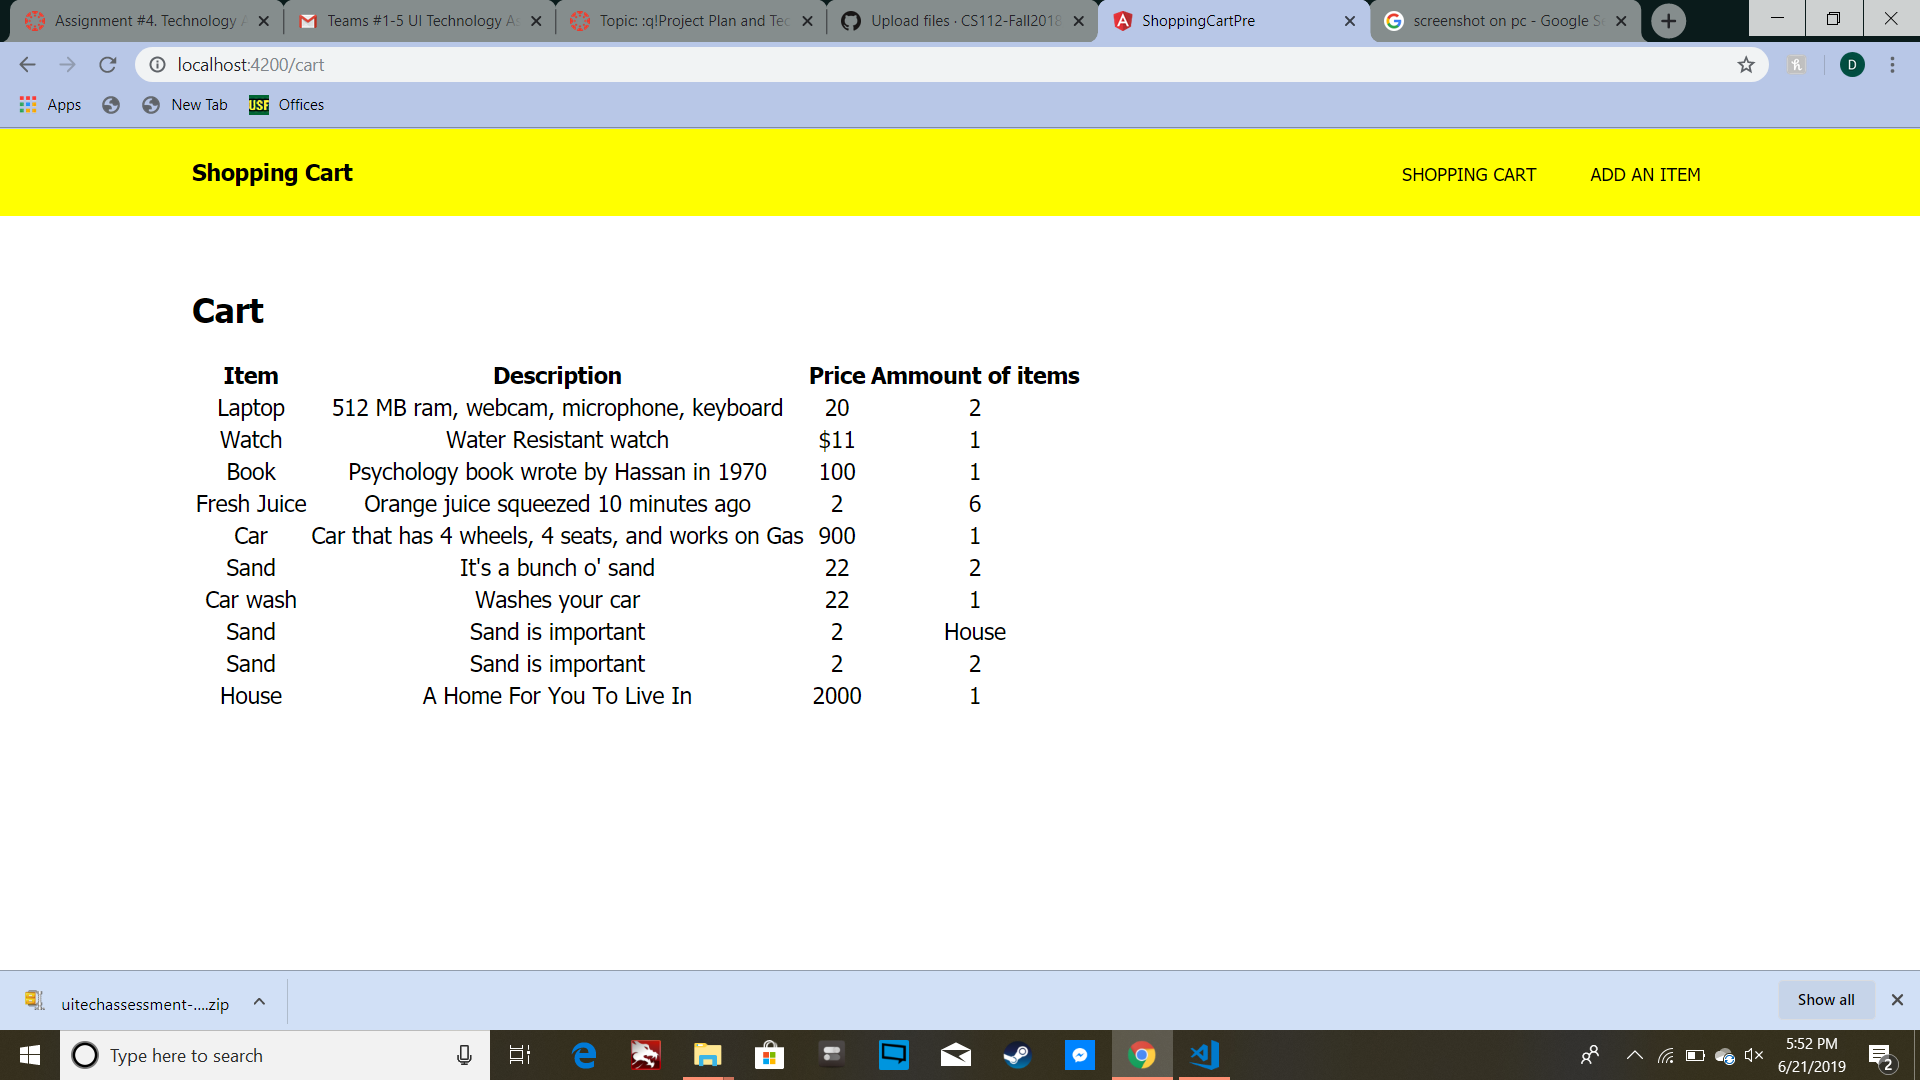 Assignment #4. Technology A
Teams #1-5 UI Technology As
Topic: :q!Project Plan and Tec
Upload files · CS112-Fall2018
ShoppingCartPre
screenshot on pc - Google Se
localhost:4200/cart
D
Apps
New Tab
USF Offices
Shopping Cart
SHOPPING CART
ADD AN ITEM
Cart
Item Description Price Ammount of items
Laptop 512 MB ram, webcam, microphone, keyboard 20 2
Watch Water Resistant watch $11 1
Book Psychology book wrote by Hassan in 1970 100 1
Fresh Juice Orange juice squeezed 10 minutes ago 2 6
Car Car that has 4 wheels, 4 seats, and works on Gas 900 1
Sand It's a bunch o' sand 22 2
Car wash Washes your car 22 1
Sand Sand is important 2 House
Sand Sand is important 2 2
House A Home For You To Live In 2000 1
uitechassessment-....zip
Show all
Type here to search
5:52 PM
6/21/2019
2